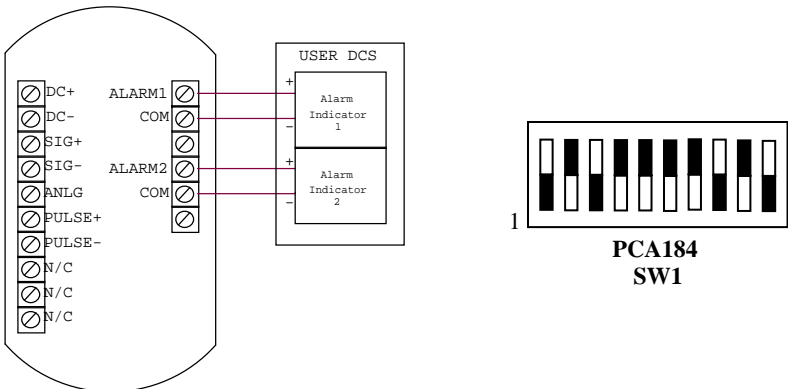 USER DCS
DC+
DC-
SIG+
SIG-
ANLG
PULSE+
PULSE-
N/C
N/C
N/C
ALARM1
COM
ALARM2
COM
+
Alarm
Indicator
1
-
+
Alarm
Indicator
2
-
1
PCA184
SW1